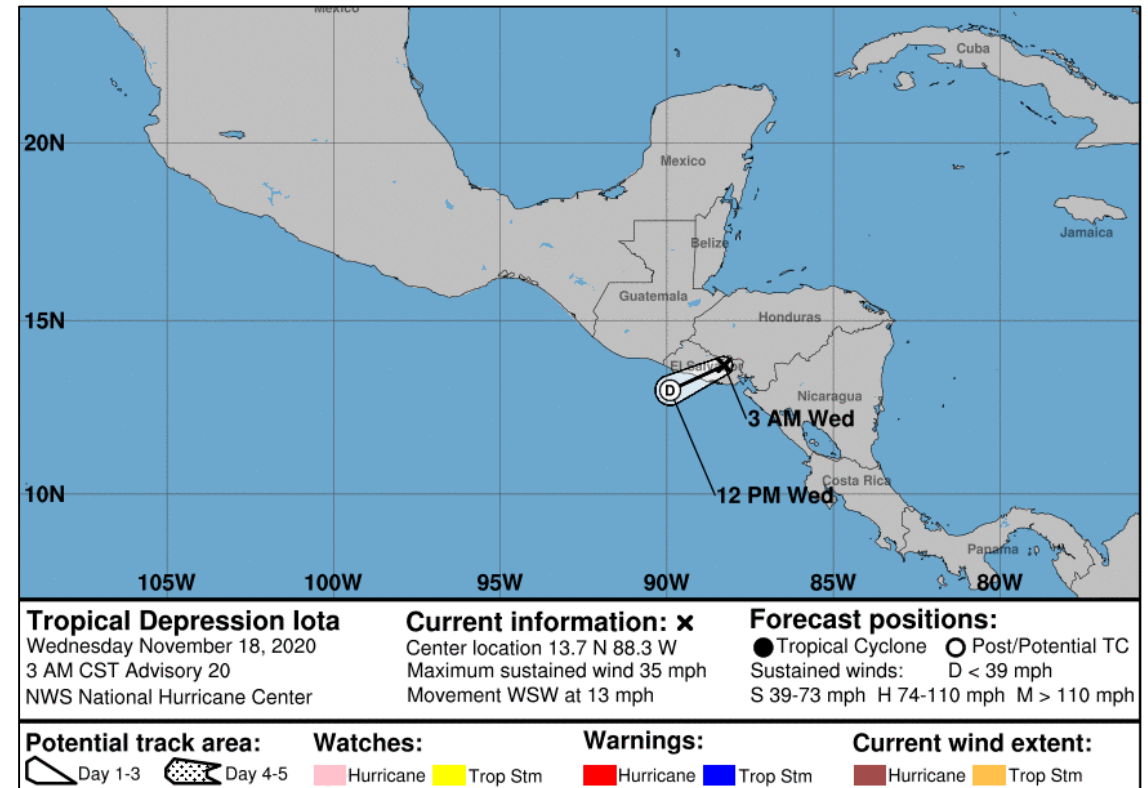 Mexico
Cuba
20N
Mexico
Jamaica
Belize
Guatemala
15N
Honduras
El Salvador
D
Nicaragua
3 AM Wed
Costa Rica
10N
12 PM Wed
Panama
105W 100W 95W 90W 85W 80W
Tropical Depression Iota
Wednesday November 18, 2020
3 AM CST Advisory 20
NWS National Hurricane Center
Current information: x
Center location 13.7 N 88.3 W
Maximum sustained wind 35 mph
Movement WSW at 13 mph
Forecast positions:
Tropical Cyclone Post/Potential TC
Sustained winds: D < 39 mph
S 39-73 mph H 74-110 mph M > 110 mph
Potential track area:
Day 1-3 Day 4-5
Watches:
Hurricane Trop Stm
Warnings:
Hurricane Trop Stm
Current wind extent:
Hurricane Trop Stm